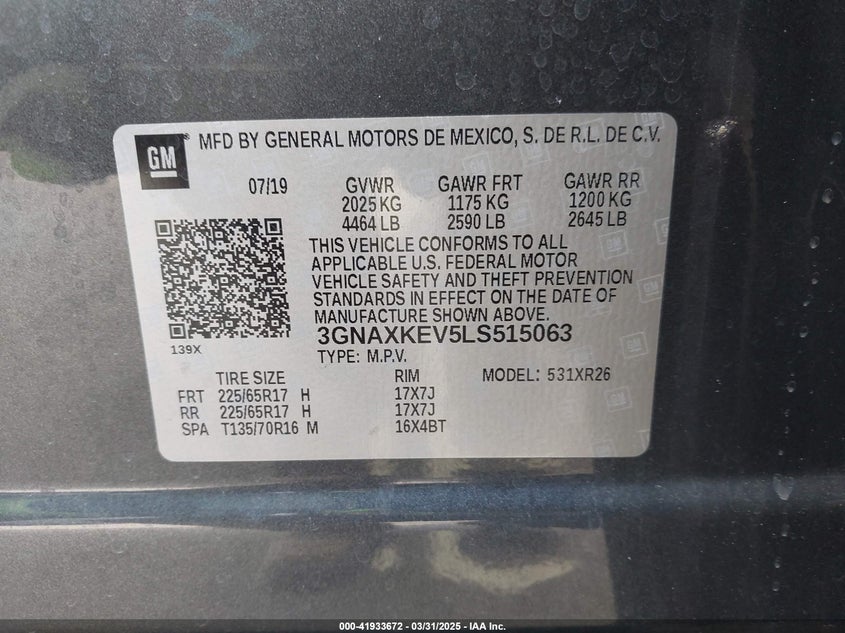 GM MFD BY GENERAL MOTORS DE MEXICO, S. DE R.L. DE C.V.
07/19 GVWR GAWR FRT GAWR RR
2025 KG 1175 KG 1200 KG
4464 LB 2590 LB 2645 LB
THIS VEHICLE CONFORMS TO ALL
APPLICABLE U.S. FEDERAL MOTOR
VEHICLE SAFETY AND THEFT PREVENTION
STANDARDS IN EFFECT ON THE DATE OF
MANUFACTURE SHOWN ABOVE.
139X
3GNAXKEV5LS515063
TYPE: M.P.V.
TIRE SIZE RIM MODEL: 531XR26
FRT 225/65R17 H 17X7J
RR 225/65R17 H 17X7J
SPA T135/70R16 M 16X4BT
000-41933672 — 03/31/2025 — IAA Inc.